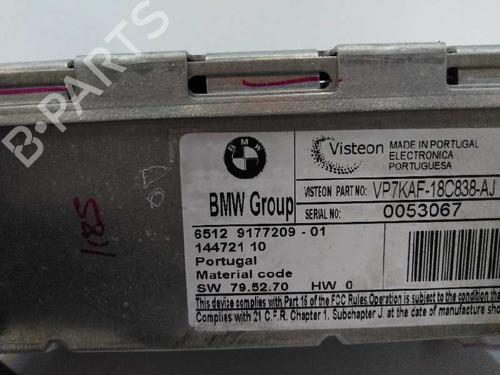 B-PARTS
BMW
Visteon
MADE IN PORTUGAL
ELECTRONICA
PORTUGUESA
VISTEON PART NO: VP7KAF-18C838-AJ
BMW Group
SERIAL NO: 0053067
6512 9177209 - 01
144721 10
Portugal
Material code
SW 79.52.70 HW 0
This device complies with Part 15 of the FCC Rules.Operation is subject to the condition
Complies with 21 C.F.R. Chapter 1. Subchapter J. at the date of manufacture
1185